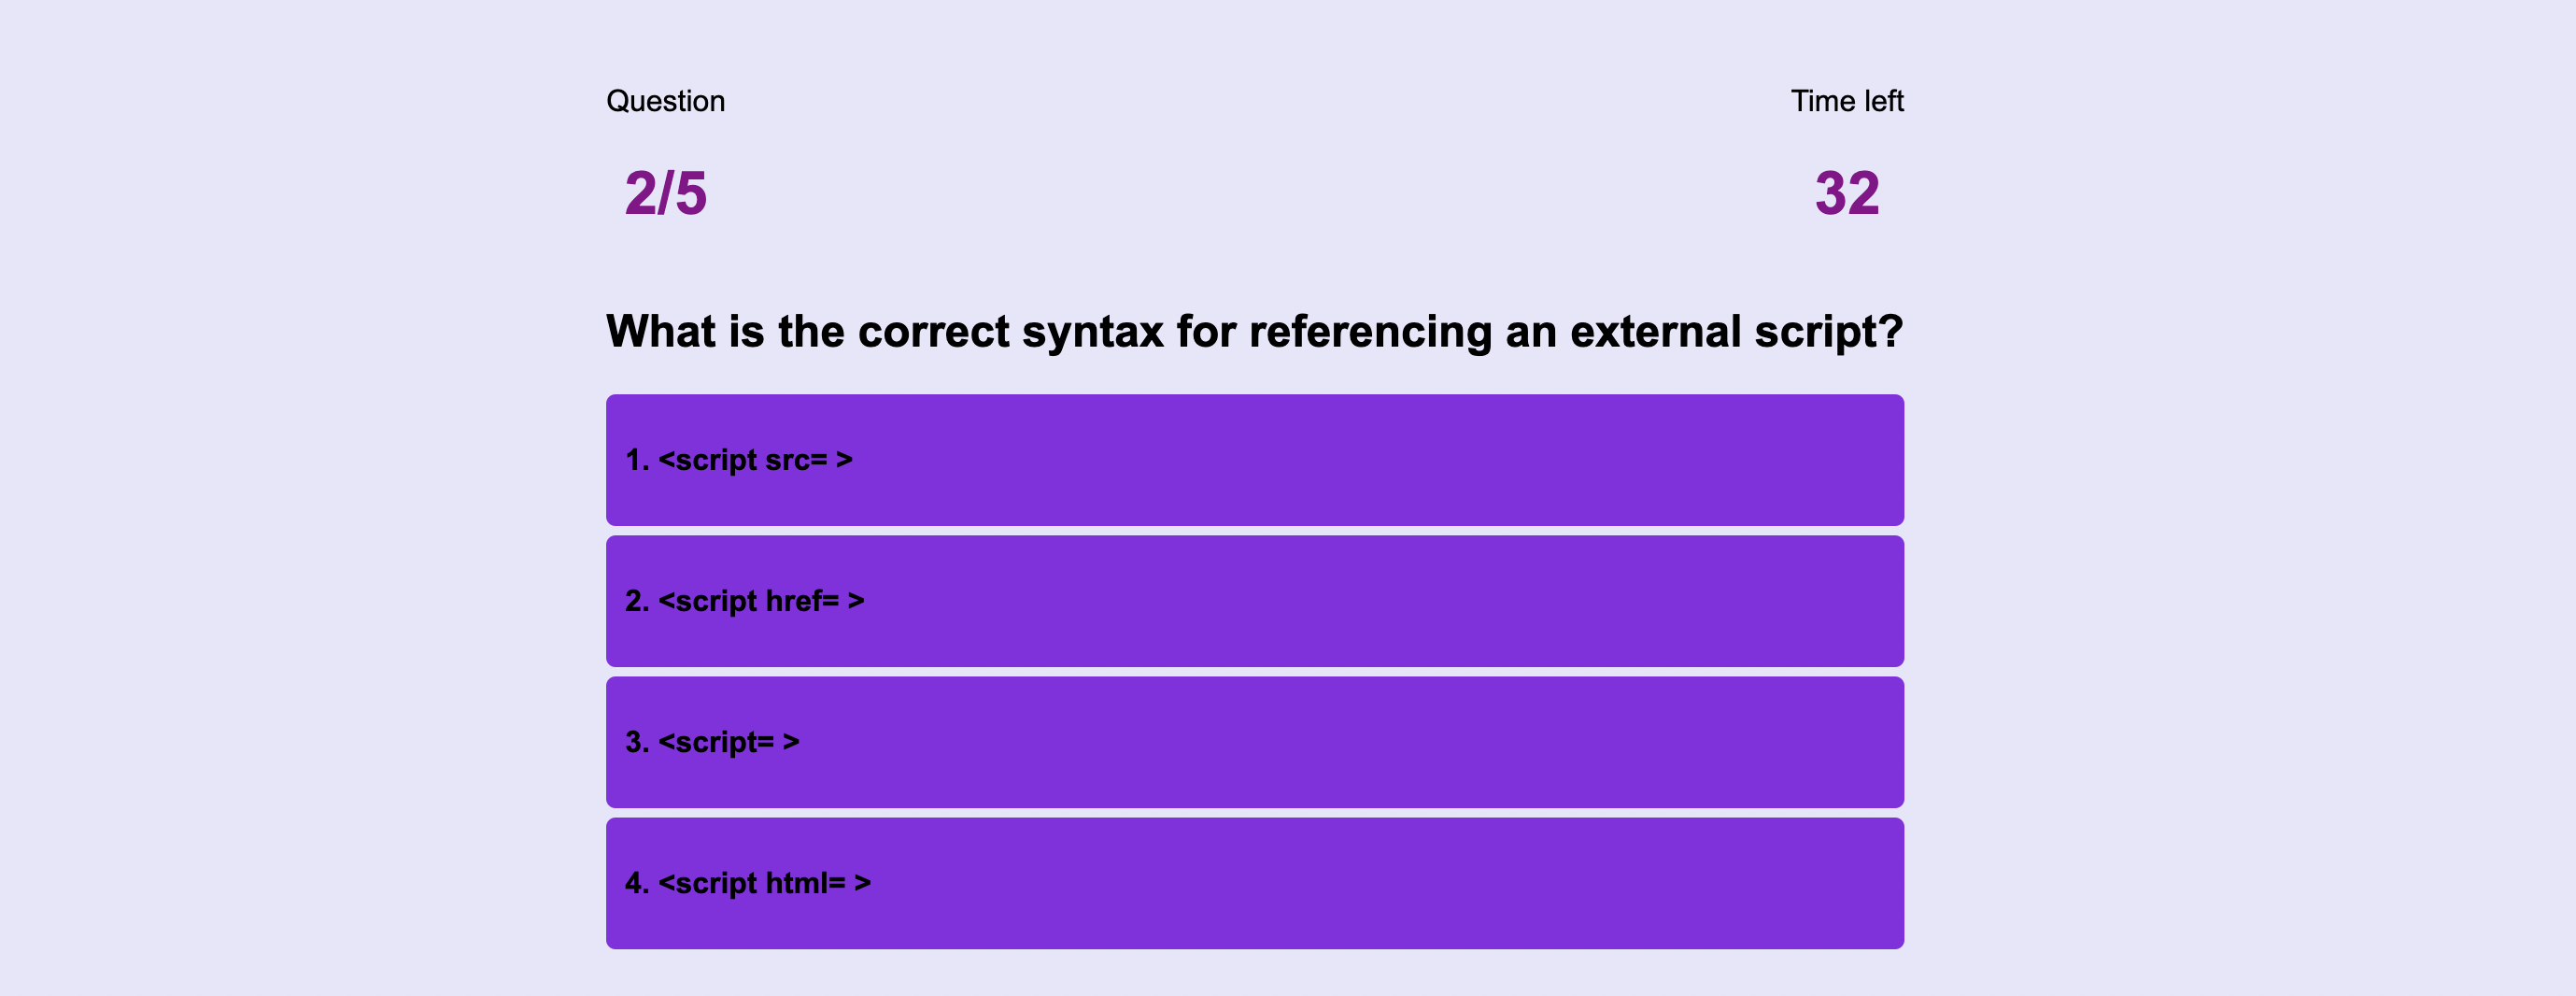 Question
Time left
2/5
32
What is the correct syntax for referencing an external script?
1. <script src= >
2. <script href= >
3. <script= >
4. <script html= >